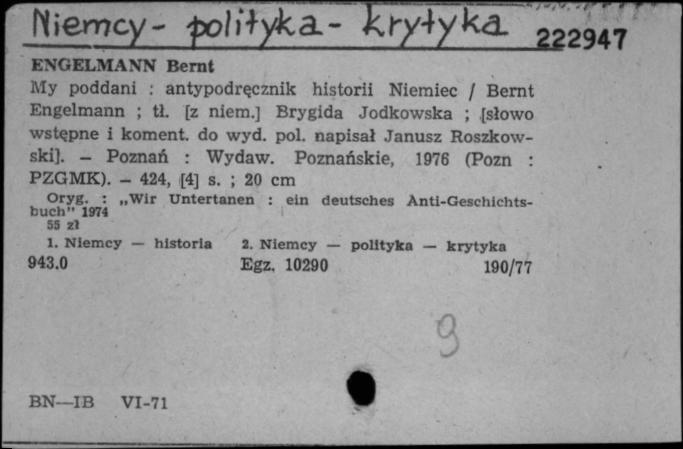 Niemcy - polityka - krytyka 222947
ENGELMANN Bernt
My poddani : antypodręcznik historii Niemiec / Bernt
Engelmann ; tł. [z niem.] Brygida Jodkowska ; [słowo
wstępne i koment. do wyd. pol. napisał Janusz Roszkow-
ski]. — Poznań : Wydaw. Poznańskie, 1976 (Pozn :
PZGMK). — 424, [4] s. ; 20 cm
Oryg. : „Wir Untertanen : ein deutsches Anti-Geschichts-
buch" 1974
55 zł
1. Niemcy — historia 2. Niemcy — polityka — krytyka
943.0 Egz. 10290 190/77
9
BN—IB VI-71